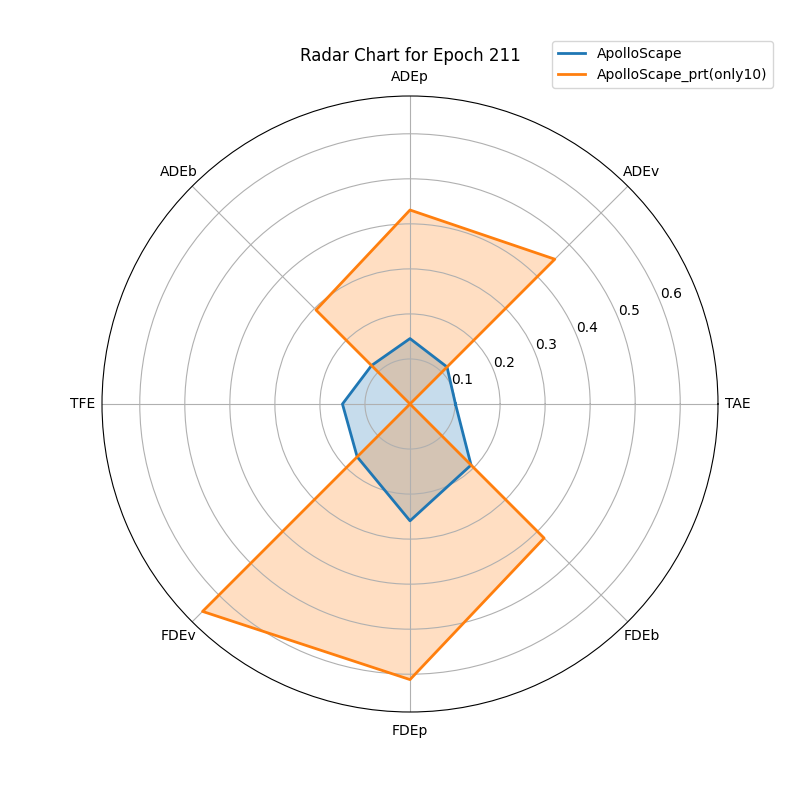 Radar Chart for Epoch 211
ApolloScape
ApolloScape_prt(only10)
ADEp
ADEb
ADEv
0.6
0.5
0.4
0.3
0.2
0.1
TFE
TAE
FDEv
FDEb
FDEp